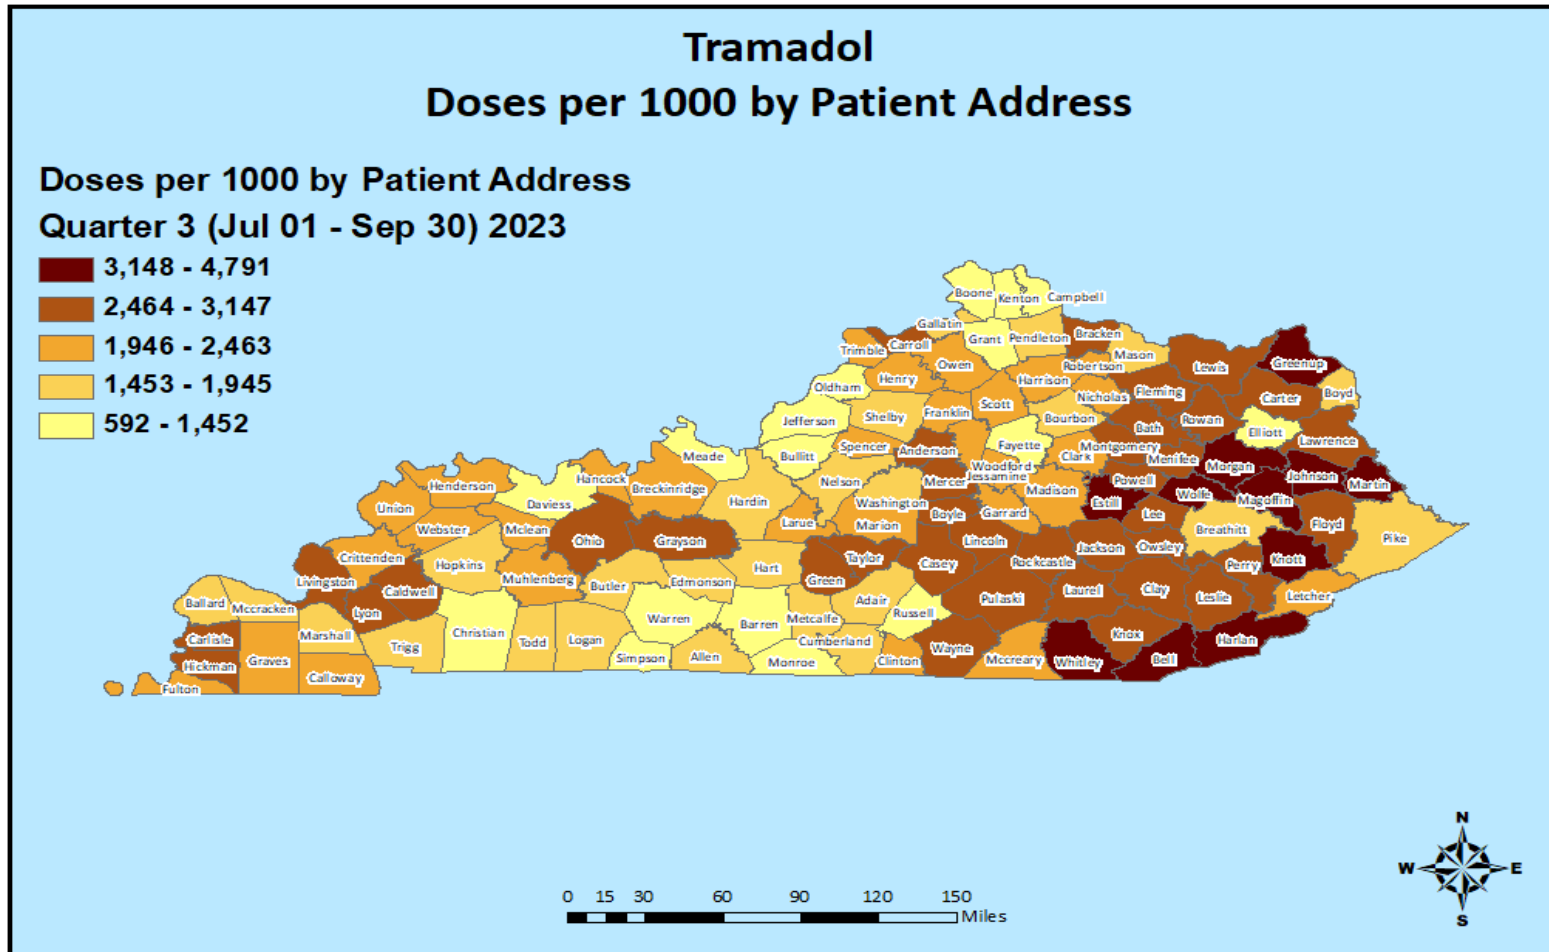 Tramadol
Doses per 1000 by Patient Address
Doses per 1000 by Patient Address
Quarter 3 (Jul 01 - Sep 30) 2023
3,148 - 4,791
2,464 - 3,147
1,946 - 2,463
1,453 - 1,945
592 - 1,452
Boone Kenton Campbell
Gallatin
Grant Pendleton Bracken
Trimble Carroll
Mason
Owen Robertson Lewis Greenup
Oldham Henry Harrison
Fleming Carter Boyd
Nicholas
Jefferson Shelby Franklin Scott Bourbon
Bath Rowan Elliott
Lawrence
Meade Bullitt Spencer Anderson Fayette Montgomery
Clark Menifee
Woodford Morgan
Hancock Breckinridge Nelson Mercer Jessamine Powell Johnson
Henderson Madison Martin
Daviess Hardin Washington Estill Wolfe Magoffin
Union Boyle Garrard Lee
Webster Mclean Larue Marion Breathitt Floyd
Ohio Grayson Lincoln Jackson Owsley Pike
Crittenden Hopkins Hart Taylor Casey Rockcastle Perry Knott
Livingston Muhlenberg Butler Edmonson Green
Caldwell Laurel Clay Leslie Letcher
Ballard Mccracken Lyon Adair Pulaski
Warren Barren Metcalfe Russell
Carlisle Marshall Christian Todd Logan Cumberland Knox Harlan
Trigg Wayne
Hickman Graves Simpson Allen Monroe Clinton Mccreary Whitley Bell
Calloway
Fulton
N
W E
S
0 15 30 60 90 120 150
Miles